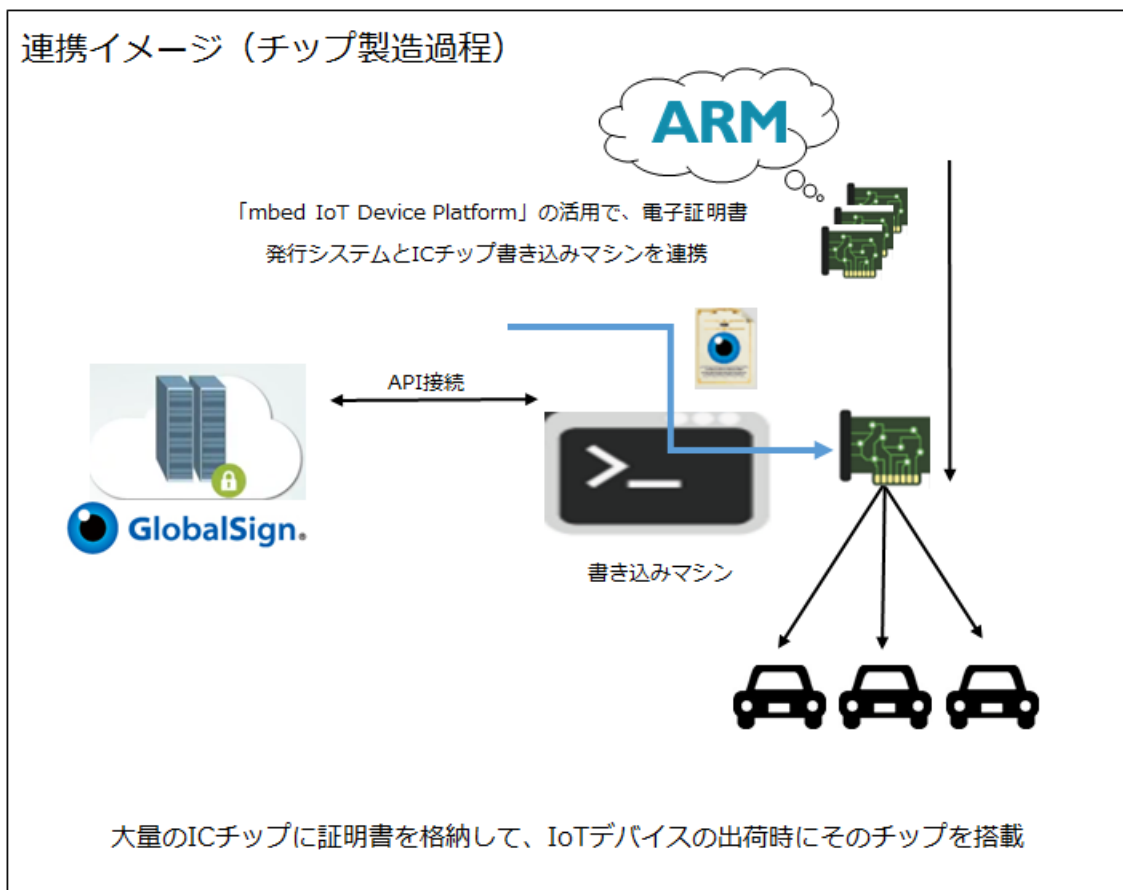 連携イメージ（チップ製造過程）
ARM
「mbed IoT Device Platform」の活用で、電子証明書
発行システムとICチップ書き込みマシンを連携
API接続
>_
GlobalSign.
書き込みマシン
大量のICチップに証明書を格納して、IoTデバイスの出荷時にそのチップを搭載